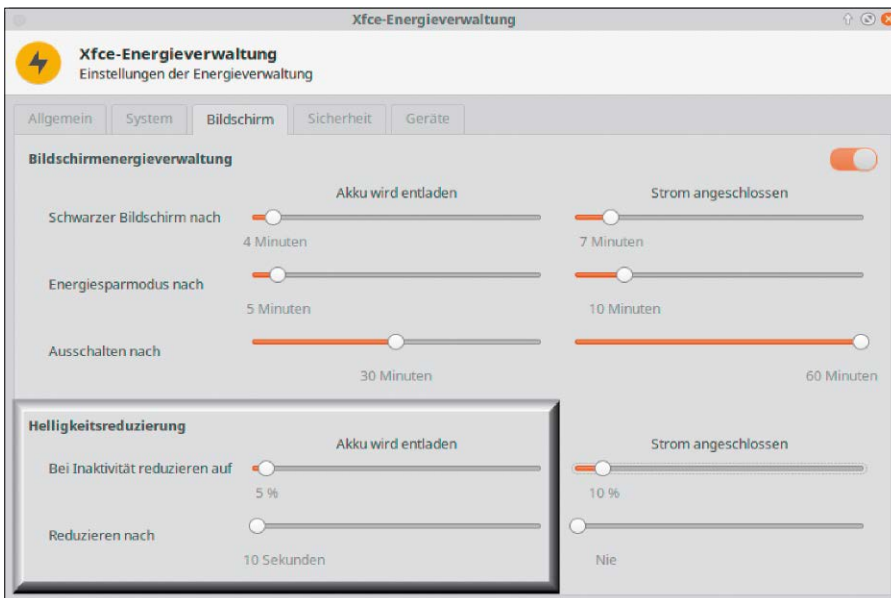 Xfce-Energieverwaltung
Xfce-Energieverwaltung
Einstellungen der Energieverwaltung
Allgemein System Bildschirm Sicherheit Geräte
Bildschirmenergieverwaltung
Akku wird entladen Strom angeschlossen
Schwarzer Bildschirm nach
4 Minuten 7 Minuten
Energiesparmodus nach
5 Minuten 10 Minuten
Ausschalten nach
30 Minuten 60 Minuten
Helligkeitsreduzierung
Akku wird entladen Strom angeschlossen
Bei Inaktivität reduzieren auf
5 % 10 %
Reduzieren nach
10 Sekunden Nie